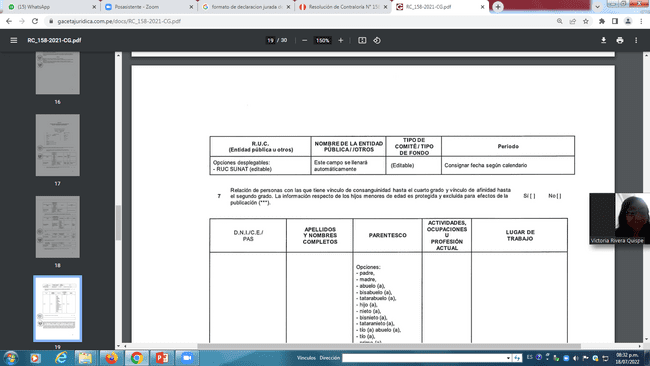 (15) WhatsApp
Posasistente - Zoom
formato de declaracion jurada d
Resolución de Contraloría N° 15
RC_158-2021-CG.pdf
gacetajuridica.com.pe/docs/RC_158-2021-CG.pdf
RC_158-2021-CG.pdf
19 / 30
150%
16
17
18
19
R.U.C.
(Entidad pública u otros)
NOMBRE DE LA ENTIDAD
PÚBLICA / /OTROS
TIPO DE
COMITÉ / TIPO
DE FONDO
Período
Opciones desplegables:
- RUC SUNAT (editable)
Este campo se llenará
automáticamente
(Editable)
Consignar fecha según calendario
7 Relación de personas con las que tiene vínculo de consanguinidad hasta el cuarto grado y vínculo de afinidad hasta
el segundo grado. La información respecto de los hijos menores de edad es protegida y excluida para efectos de la
publicación (***).
Si [ ] No [ ]
D.N.I./C.E./
PAS
APELLIDOS
Y NOMBRES
COMPLETOS
PARENTESCO
ACTIVIDADES,
OCUPACIONES
U
PROFESIÓN
ACTUAL
LUGAR DE
TRABAJO
Opciones:
- padre,
- madre,
- abuelo (a),
- bisabuelo (a),
- tatarabuelo (a),
- hijo (a),
- nieto (a),
- bisnieto (a),
- tataranieto (a),
- tío (a) abuelo (a),
- tío (a),
- primo (a)
Victoria Rivera Quispe
Vínculos
Dirección
ES
08:32 p.m.
18/07/2022